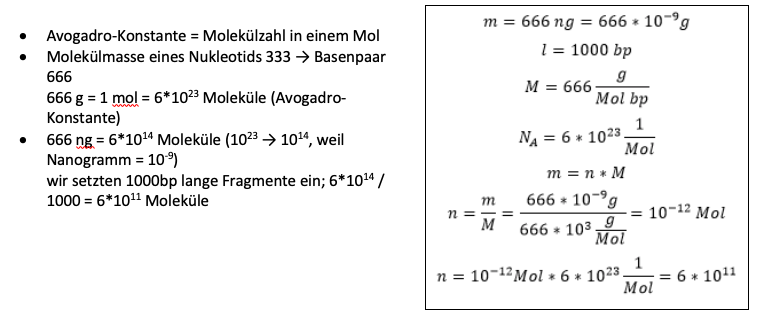 • Avogadro-Konstante = Molekülzahl in einem Mol
• Molekülmasse eines Nukleotids 333 → Basenpaar
666
666 g = 1 mol = 6*10²³ Moleküle (Avogadro-
Konstante)
• 666 ng = 6*10¹⁴ Moleküle (10²³ → 10¹⁴, weil
Nanogramm = 10⁻⁹)
wir setzten 1000bp lange Fragmente ein; 6*10¹⁴ /
1000 = 6*10¹¹ Moleküle
m = 666 ng = 666 * 10⁻⁹g
l = 1000 bp
M = 666 g / Mol bp
N_A = 6 * 10²³ 1 / Mol
m = n * M
n = m / M = 666 * 10⁻⁹g / 666 * 10³ g / Mol = 10⁻¹² Mol
n = 10⁻¹²Mol * 6 * 10²³ 1 / Mol = 6 * 10¹¹